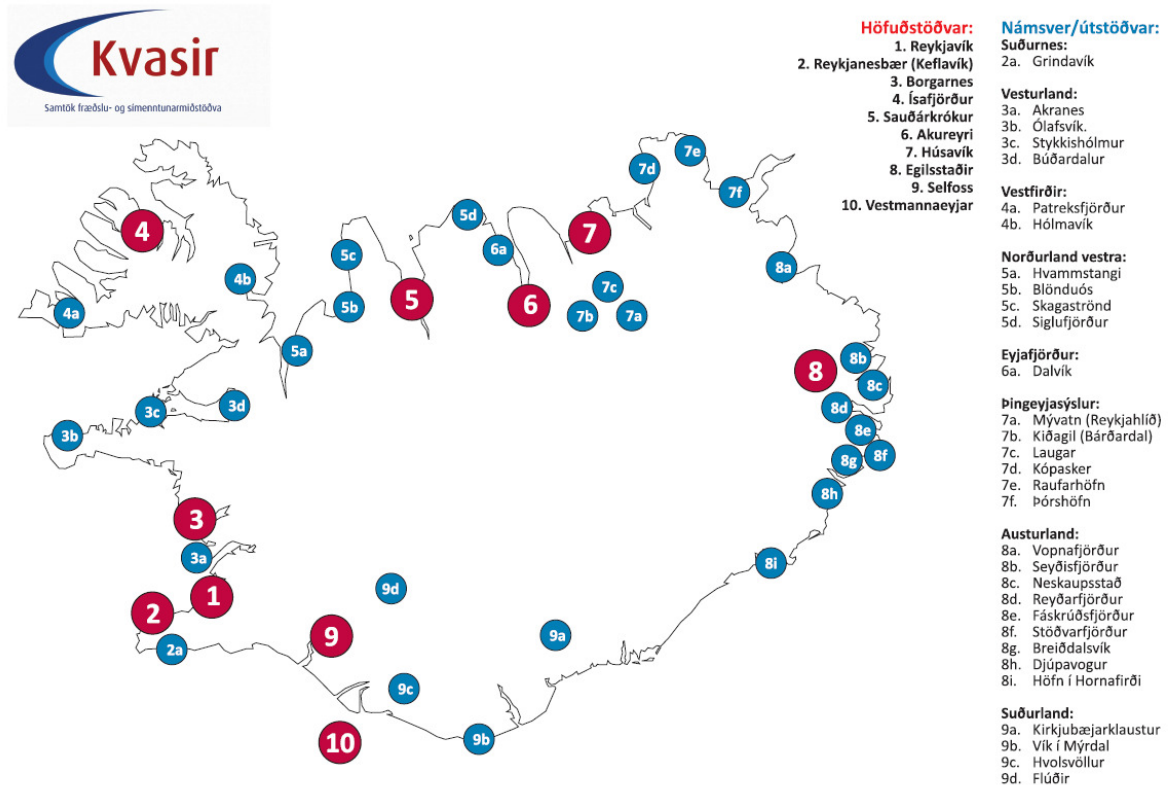 Kvasir
Samtök fræðslu- og símenntunarmiðstöðva
Höfuðstöðvar:
1. Reykjavík
2. Reykjanesbær (Keflavík)
3. Borgarnes
4. Ísafjörður
5. Sauðárkrókur
6. Akureyri
7. Húsavík
8. Egilsstaðir
9. Selfoss
10. Vestmannaeyjar
Námsver/útstöðvar:
Suðurnes:
2a. Grindavík
Vesturland:
3a. Akranes
3b. Ólafsvík.
3c. Stykkishólmur
3d. Búðardalur
Vestfirðir:
4a. Patreksfjörður
4b. Hólmavík
Norðurland vestra:
5a. Hvammstangi
5b. Blönduós
5c. Skagaströnd
5d. Siglufjörður
Eyjafjörður:
6a. Dalvík
Þingeyjasýslur:
7a. Mývatn (Reykjahlíð)
7b. Kiðagil (Bárðardal)
7c. Laugar
7d. Kópasker
7e. Raufarhöfn
7f. Þórshöfn
Austurland:
8a. Vopnafjörður
8b. Seyðisfjörður
8c. Neskaupsstað
8d. Reyðarfjörður
8e. Fáskrúðsfjörður
8f. Stöðvarfjörður
8g. Breiðdalsvík
8h. Djúpavogur
8i. Höfn í Hornafirði
Suðurland:
9a. Kirkjubæjarklaustur
9b. Vík í Mýrdal
9c. Hvolsvöllur
9d. Flúðir
7e
7d
7f
5d
4
7
6a
5c
8a
4b
7c
5
6
5b
4a
7b
7a
5a
8b
8
8c
3d
3c
8d
3b
8e
8f
8g
8h
3
3a
8i
9d
1
2
9
9a
2a
9c
9b
10